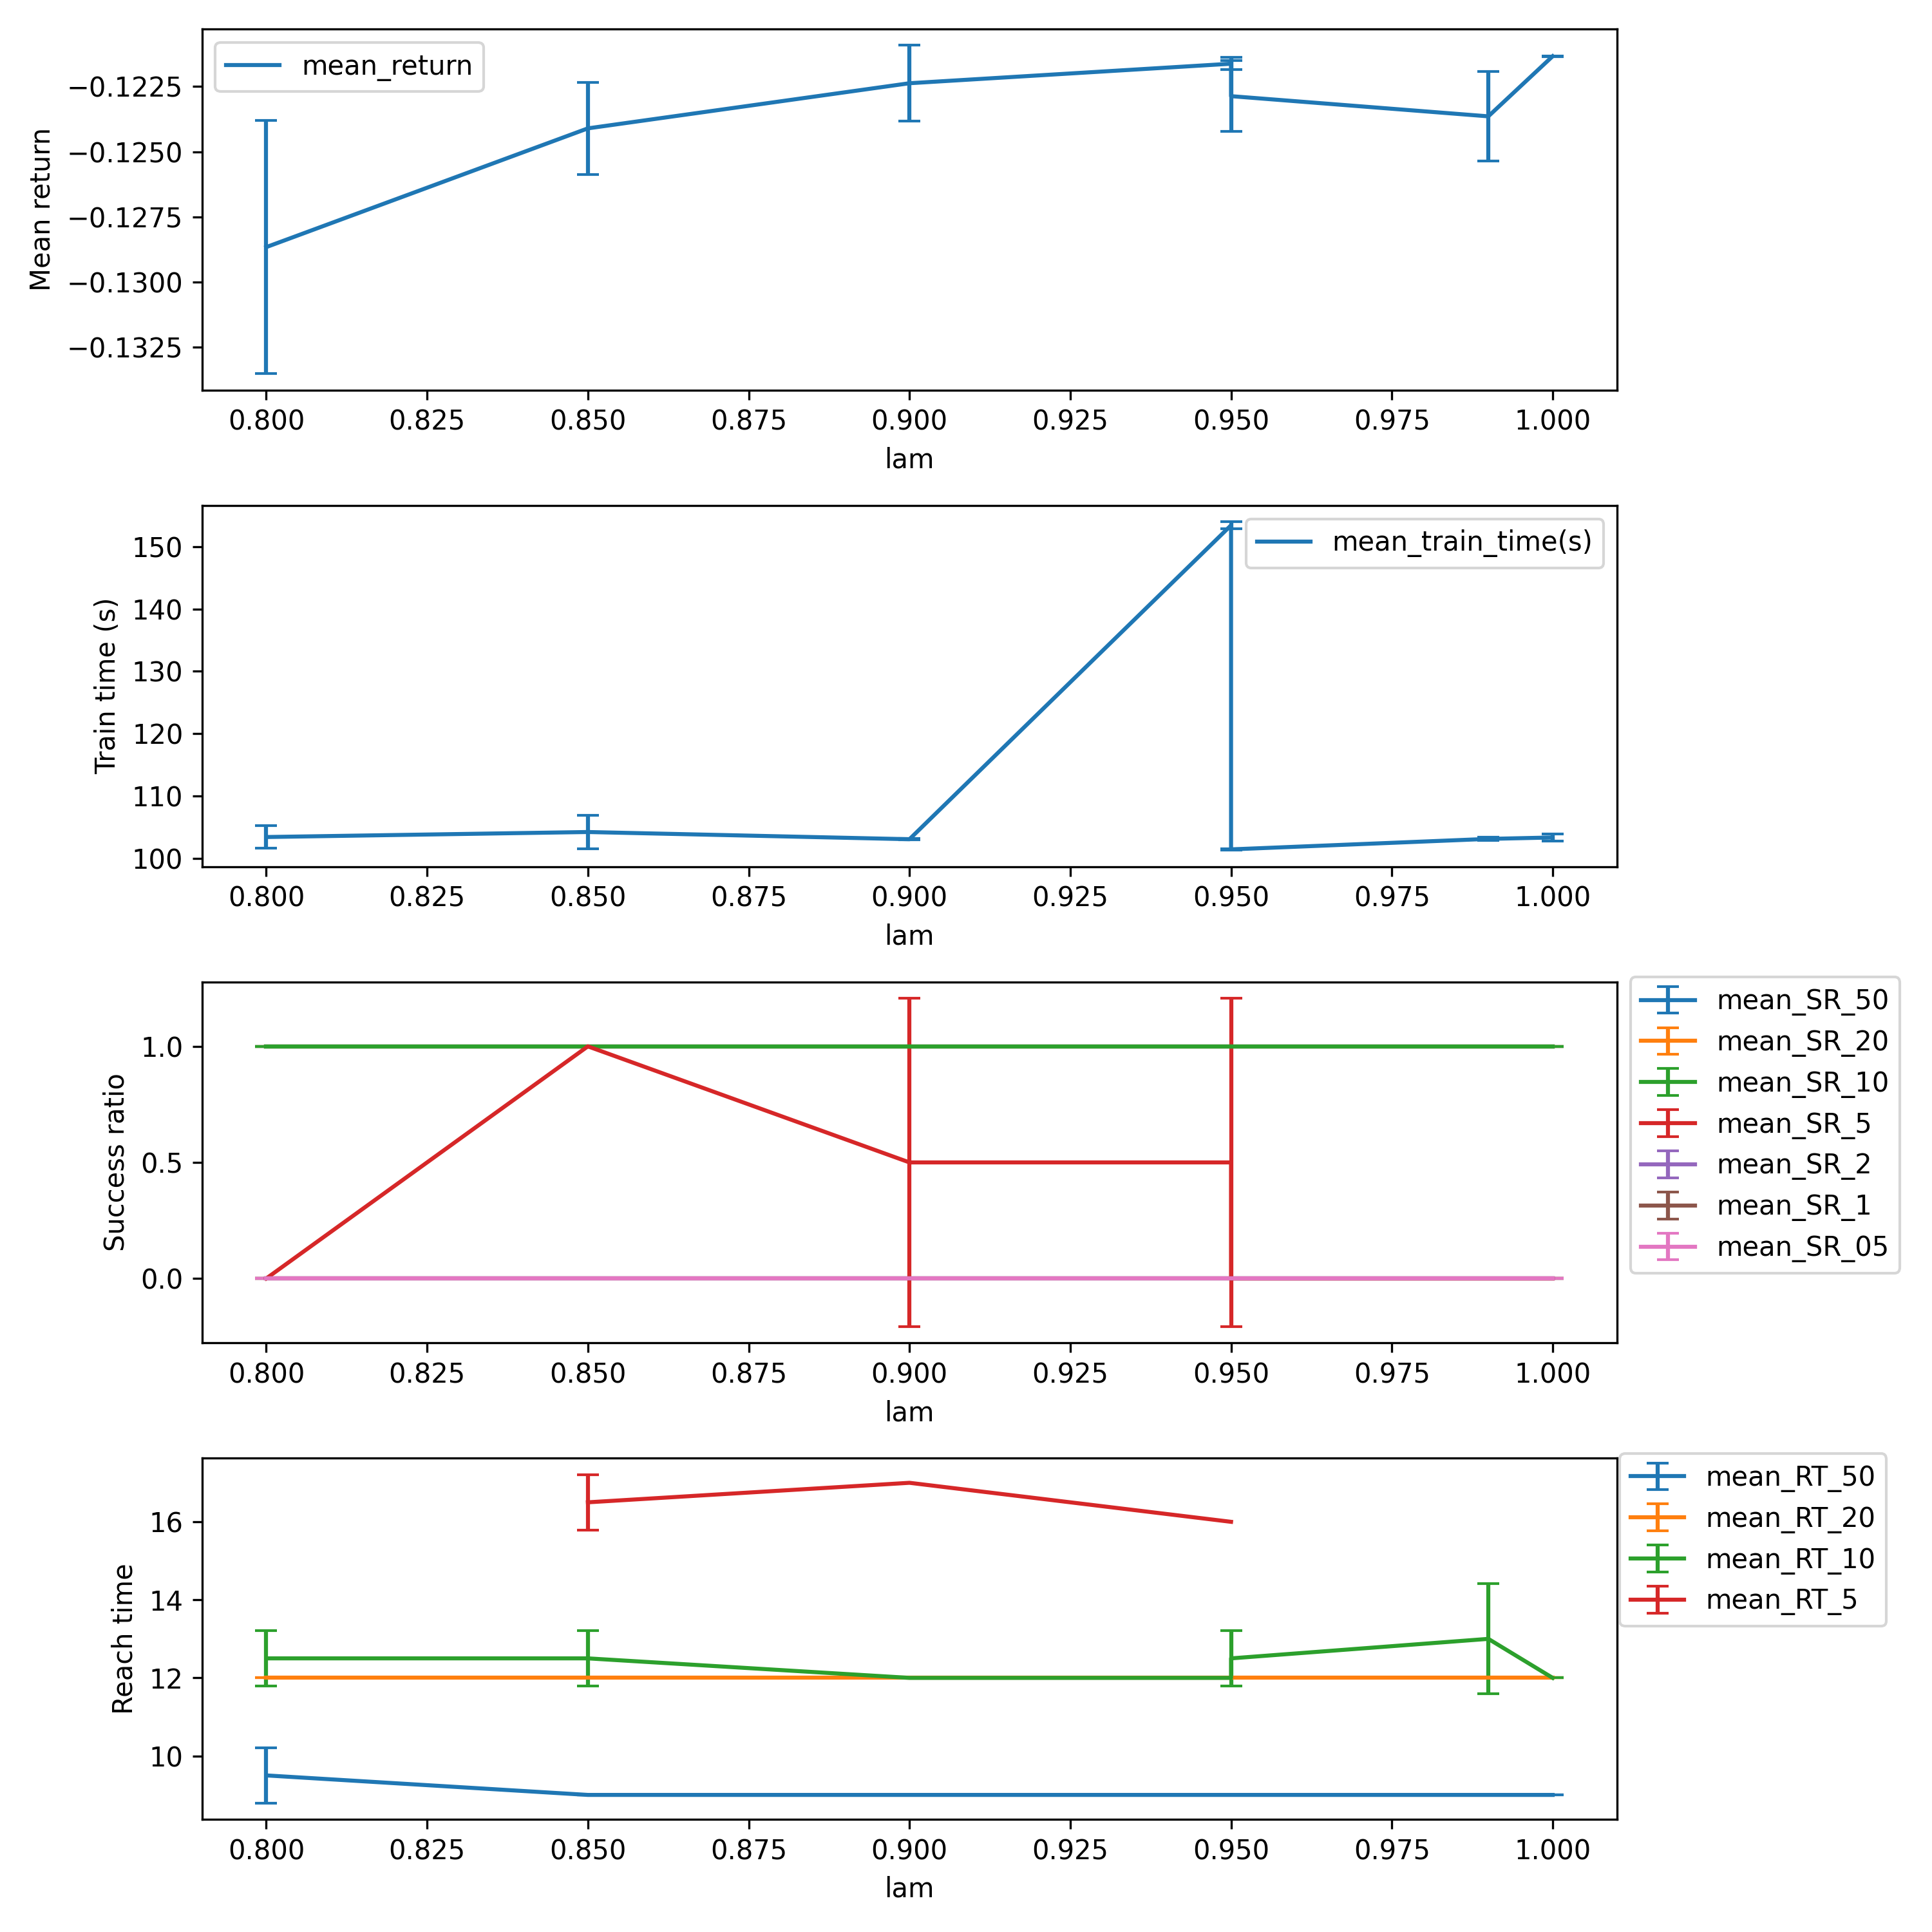 mean_return
Mean return
−0.1225
−0.1250
−0.1275
−0.1300
−0.1325
0.800 0.825 0.850 0.875 0.900 0.925 0.950 0.975 1.000
lam
mean_train_time(s)
Train time (s)
150
140
130
120
110
100
0.800 0.825 0.850 0.875 0.900 0.925 0.950 0.975 1.000
lam
mean_SR_50
mean_SR_20
mean_SR_10
mean_SR_5
mean_SR_2
mean_SR_1
mean_SR_05
Success ratio
1.0
0.5
0.0
0.800 0.825 0.850 0.875 0.900 0.925 0.950 0.975 1.000
lam
mean_RT_50
mean_RT_20
mean_RT_10
mean_RT_5
Reach time
16
14
12
10
0.800 0.825 0.850 0.875 0.900 0.925 0.950 0.975 1.000
lam